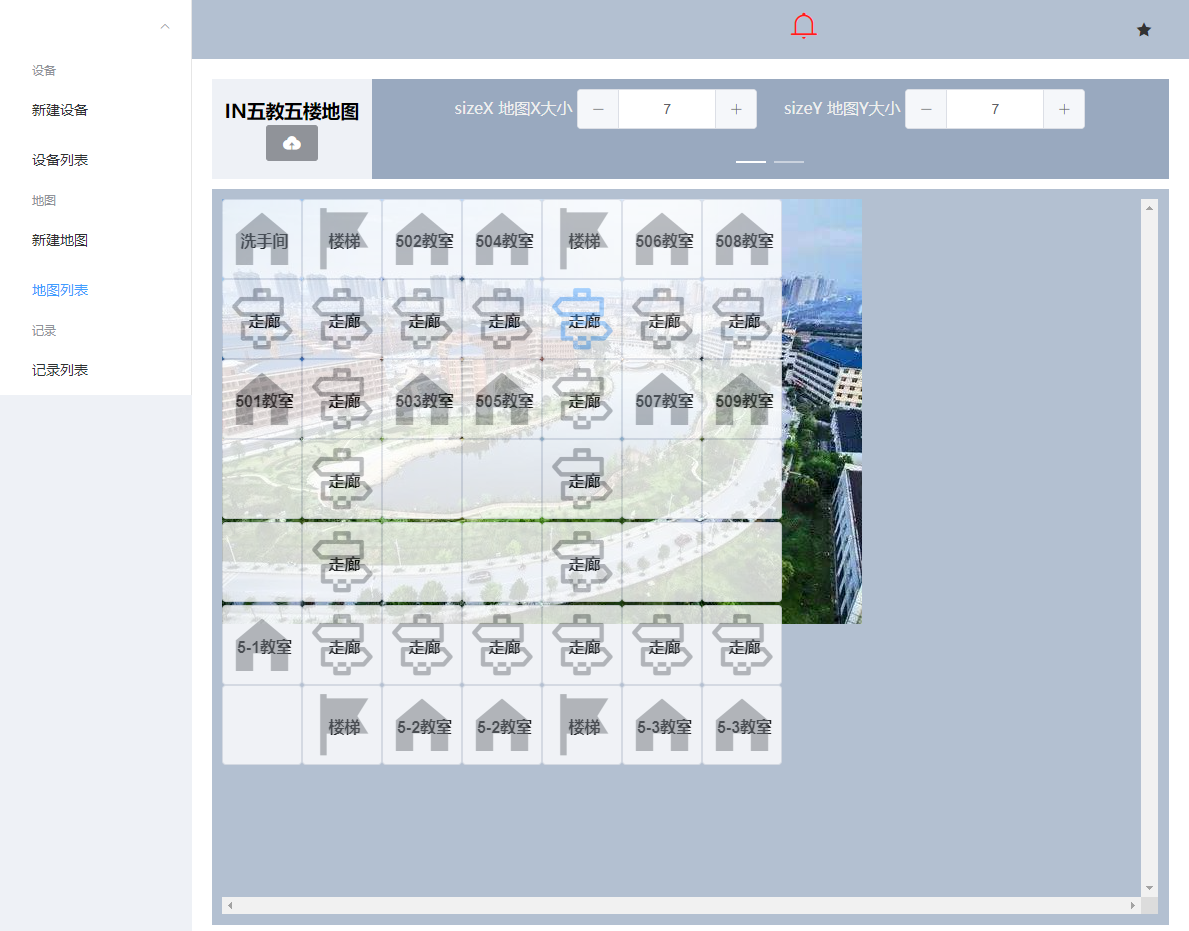 设备
新建设备
设备列表
地图
新建地图
地图列表
记录
记录列表
IN五教五楼地图
sizeX 地图X大小 7
sizeY 地图Y大小 7
洗手间 楼梯 502教室 504教室 楼梯 506教室 508教室
走廊 走廊 走廊 走廊 走廊 走廊 走廊
501教室 走廊 503教室 505教室 走廊 507教室 509教室
走廊 走廊
走廊 走廊
5-1教室 走廊 走廊 走廊 走廊 走廊 走廊
楼梯 5-2教室 5-2教室 楼梯 5-3教室 5-3教室